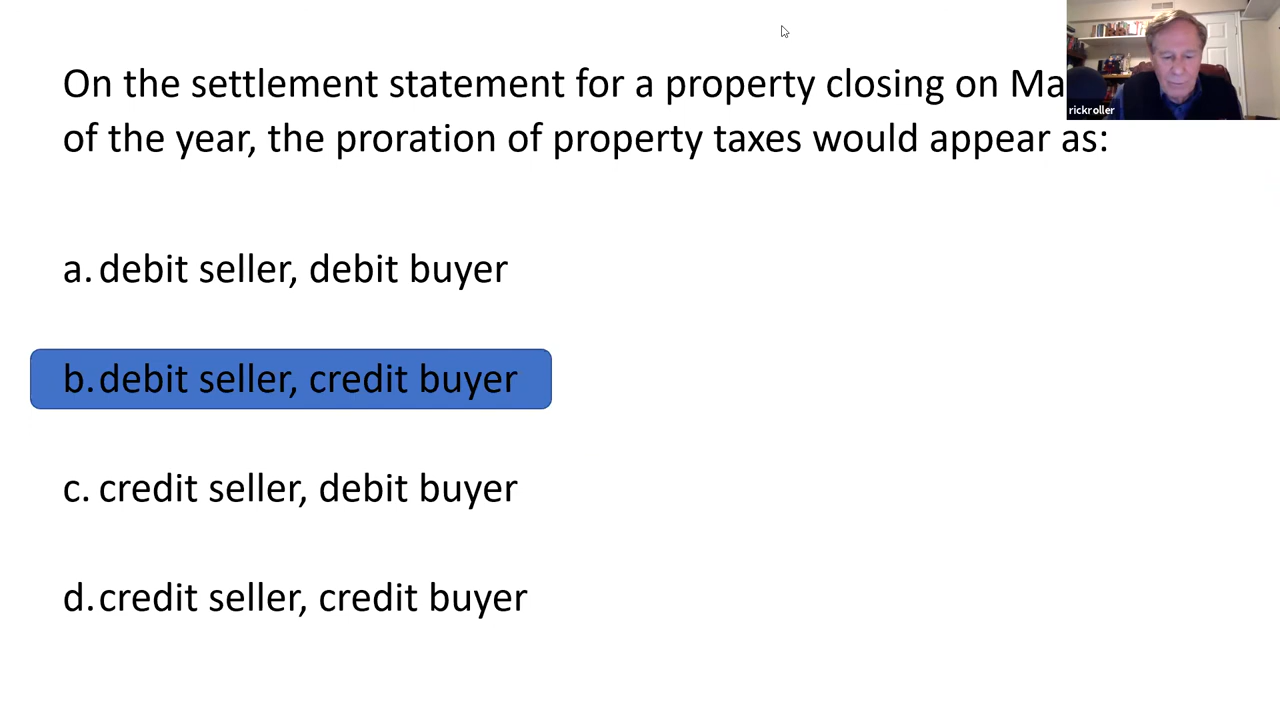 On the settlement statement for a property closing on Ma
of the year, the proration of property taxes would appear as:
rickroller
a. debit seller, debit buyer
b. debit seller, credit buyer
c. credit seller, debit buyer
d. credit seller, credit buyer